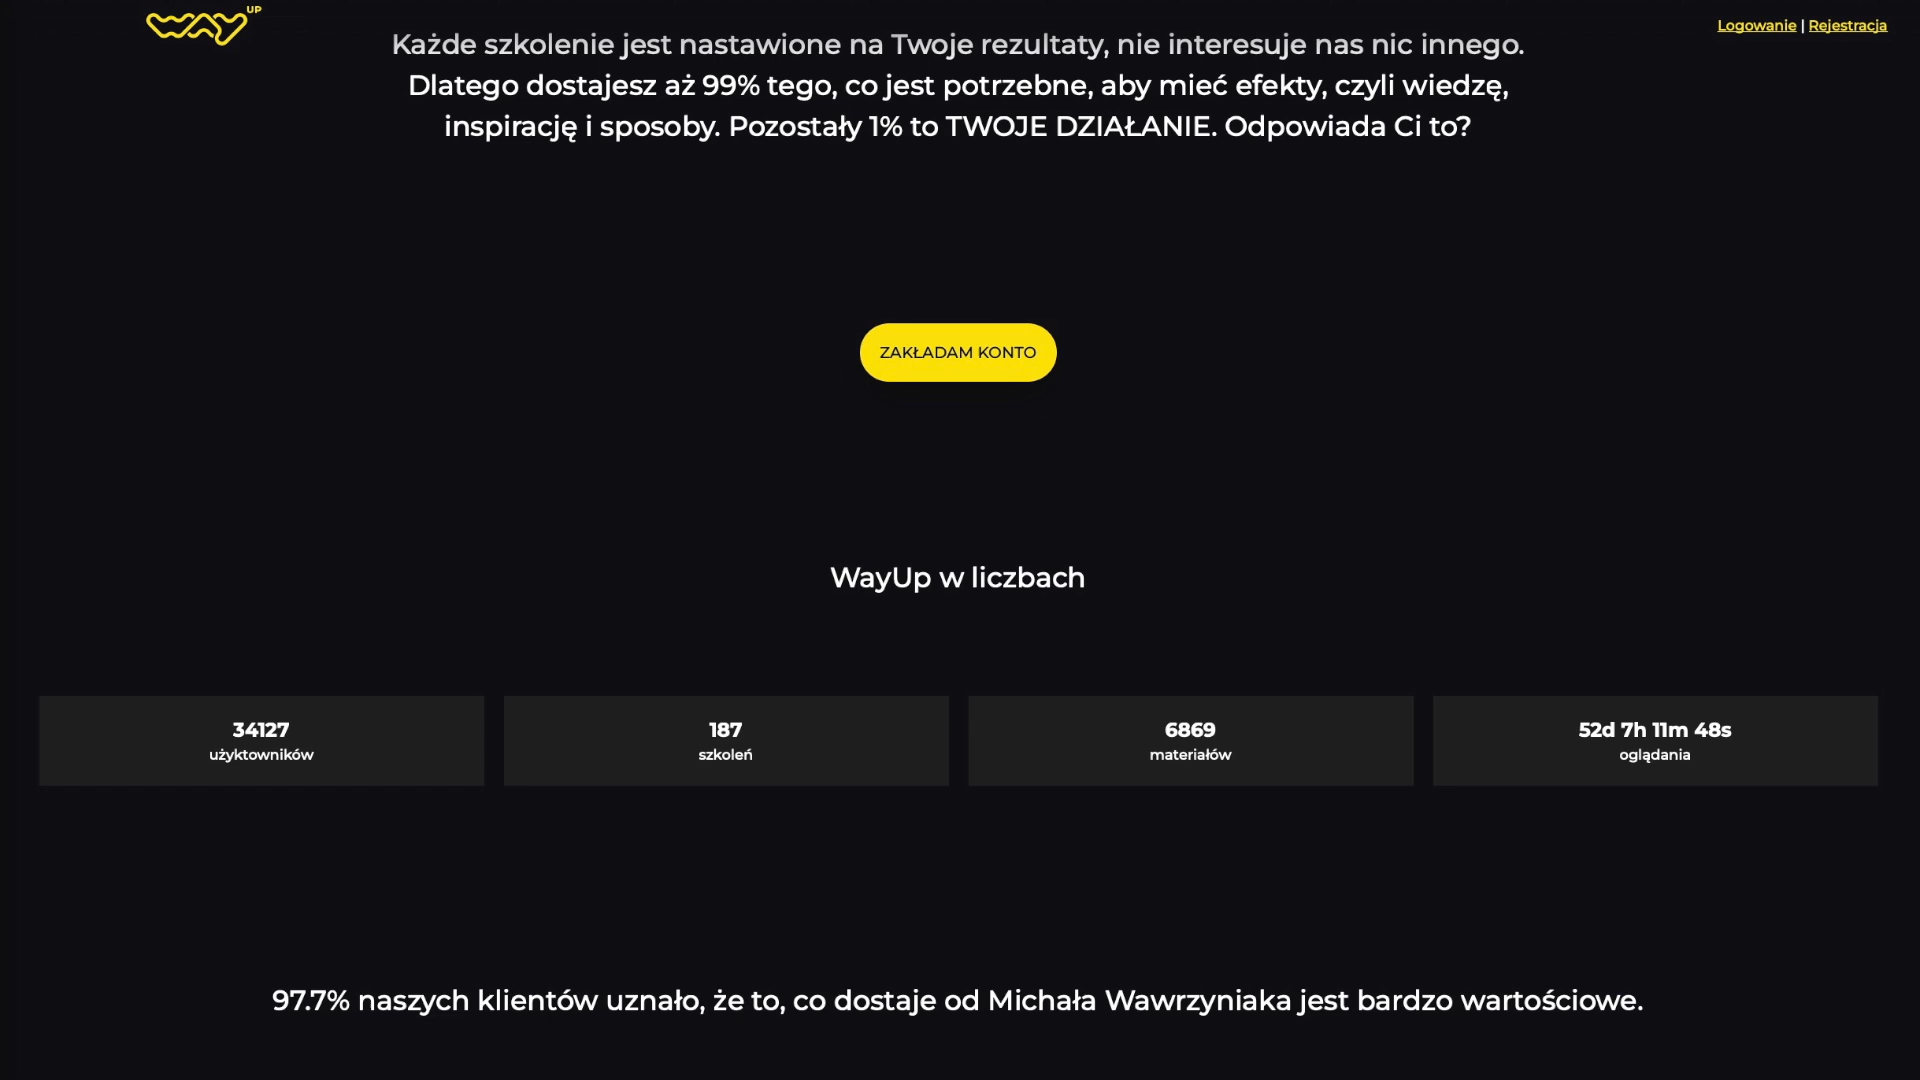 WAY UP
Logowanie | Rejestracja
Każde szkolenie jest nastawione na Twoje rezultaty, nie interesuje nas nic innego.
Dlatego dostajesz aż 99% tego, co jest potrzebne, aby mieć efekty, czyli wiedzę,
inspirację i sposoby. Pozostały 1% to TWOJE DZIAŁANIE. Odpowiada Ci to?
ZAKŁADAM KONTO
WayUp w liczbach
34127
użyktowników
187
szkoleń
6869
materiałów
52d 7h 11m 48s
oglądania
97.7% naszych klientów uznało, że to, co dostaje od Michała Wawrzyniaka jest bardzo wartościowe.